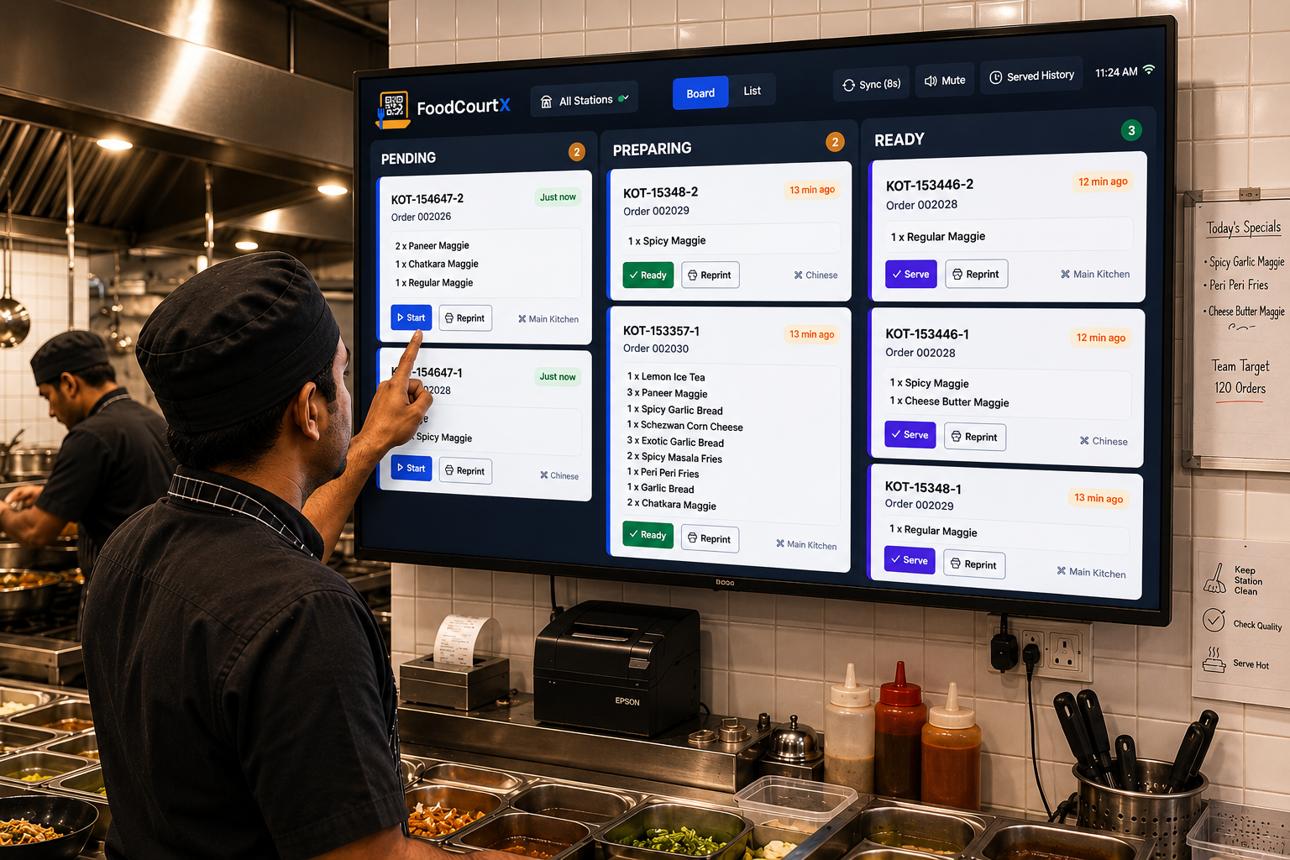 FoodCourtX
All Stations
Board
List
Sync (8s)
Mute
Served History
11:24 AM
PENDING
2
KOT-154647-2
Just now
Order 002026
2 x Paneer Maggie
1 x Chatkara Maggie
1 x Regular Maggie
Start
Reprint
Main Kitchen
154647-1
Just now
Spicy Maggie
Start
Reprint
Chinese
PREPARING
2
KOT-15348-2
13 min ago
Order 002029
1 x Spicy Maggie
Ready
Reprint
Chinese
KOT-153357-1
13 min ago
Order 002030
1 x Lemon Ice Tea
3 x Paneer Maggie
1 x Spicy Garlic Bread
1 x Schezwan Corn Cheese
3 x Exotic Garlic Bread
2 x Spicy Masala Fries
1 x Peri Peri Fries
1 x Garlic Bread
2 x Chatkara Maggie
Ready
Reprint
Main Kitchen
READY
3
KOT-153446-2
12 min ago
Order 002028
1 x Regular Maggie
Serve
Reprint
Main Kitchen
KOT-153446-1
12 min ago
Order 002028
1 x Spicy Maggie
1 x Cheese Butter Maggie
Serve
Reprint
Chinese
KOT-15348-1
13 min ago
Order 002029
1 x Regular Maggie
Serve
Reprint
Main Kitchen
Today's Specials
• Spicy Garlic Maggie
• Peri Peri Fries
• Cheese Butter Maggie
Team Target
120 Orders
Keep
Station
Clean
Check Quality
Serve Hot
EPSON